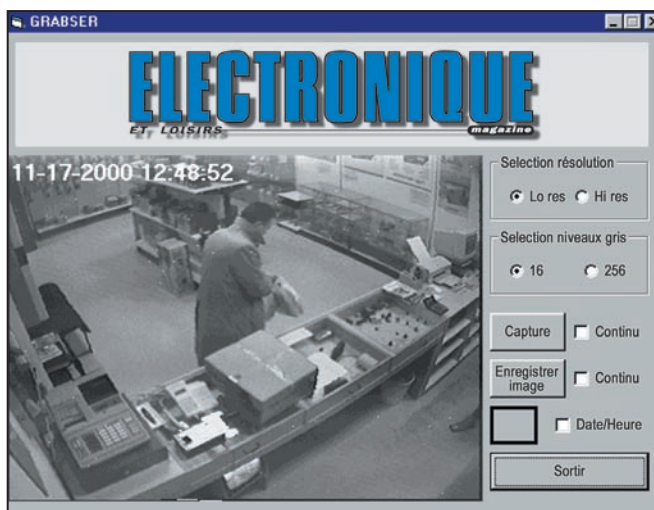 GRABSER
ELECTRONIQUE
ET LOISIRS magazine
11-17-2000 12:48:52
Selection résolution
Lo res Hi res
Selection niveaux gris
16 256
Capture Continu
Enregistrer
image Continu
Date/Heure
Sortir